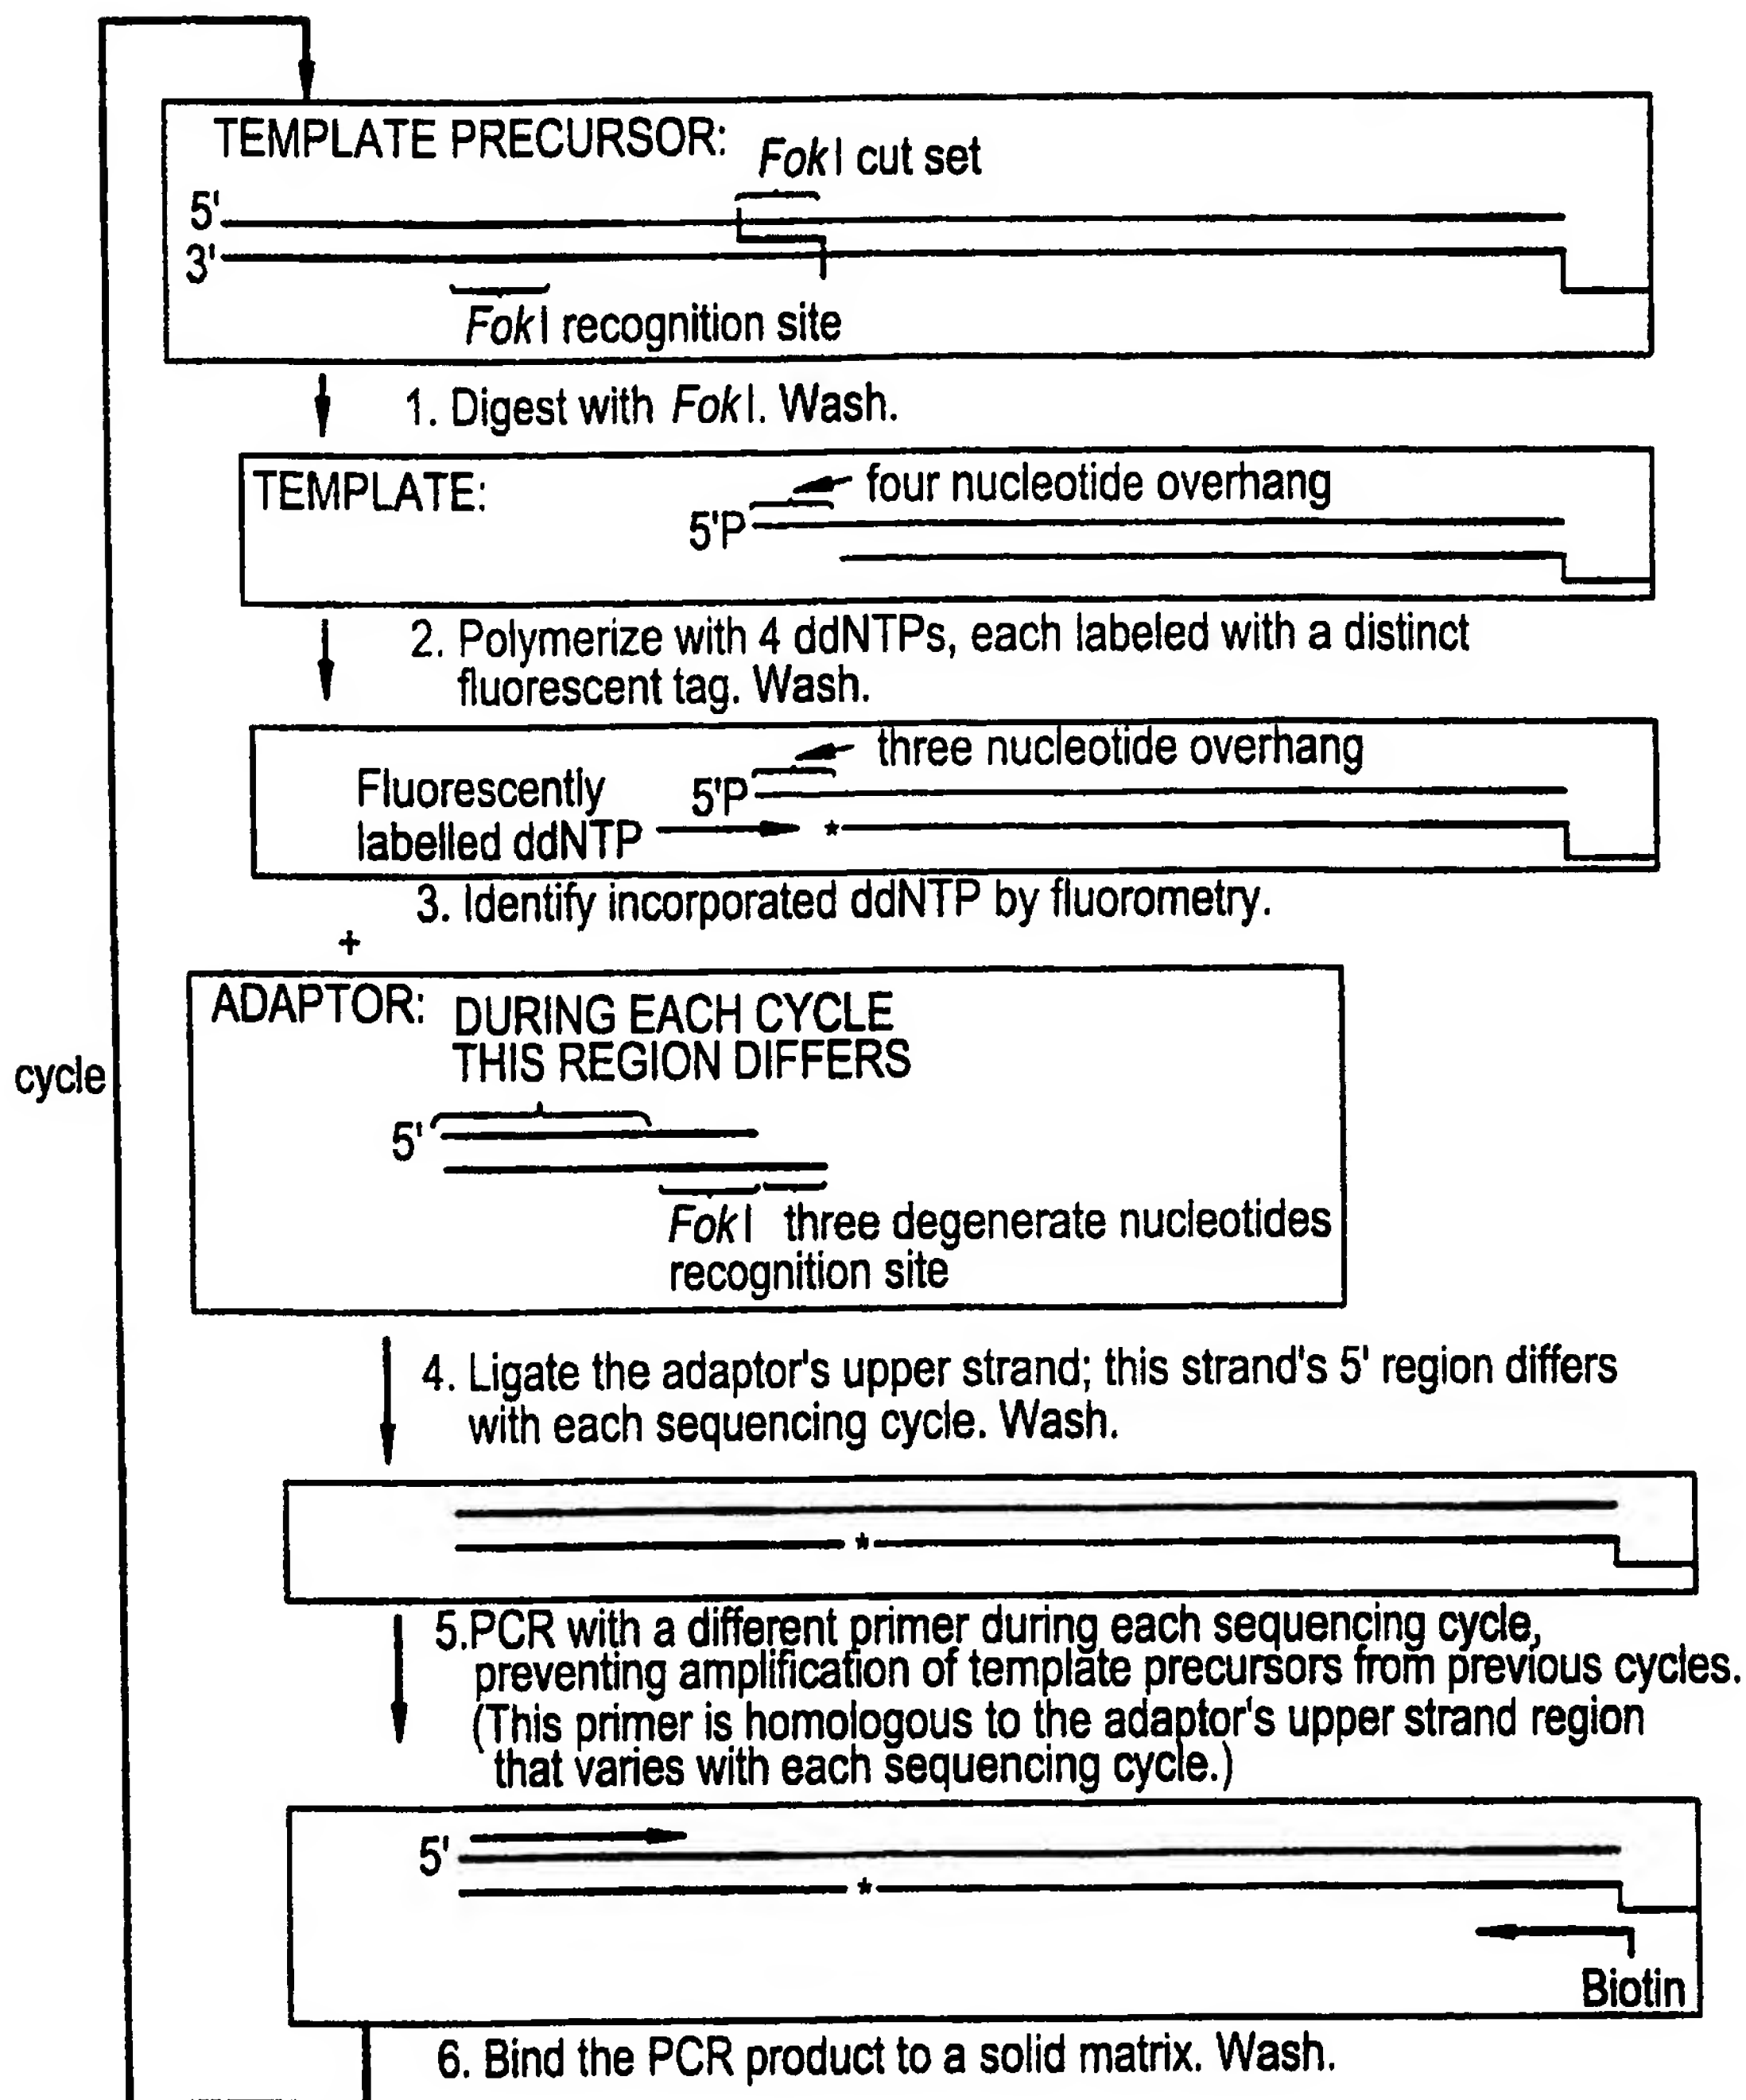 TEMPLATE PRECURSOR:
FokI cut set
5'
3'
FokI recognition site
1. Digest with FokI. Wash.
TEMPLATE:
four nucleotide overhang
5'P
2. Polymerize with 4 ddNTPs, each labeled with a distinct
fluorescent tag. Wash.
three nucleotide overhang
Fluorescently
5'P
labelled ddNTP
*
3. Identify incorporated ddNTP by fluorometry.
+
ADAPTOR:
DURING EACH CYCLE
THIS REGION DIFFERS
cycle
5'
FokI three degenerate nucleotides
recognition site
4. Ligate the adaptor's upper strand; this strand's 5' region differs
with each sequencing cycle. Wash.
*
5.PCR with a different primer during each sequencing cycle,
preventing amplification of template precursors from previous cycles.
(This primer is homologous to the adaptor's upper strand region
that varies with each sequencing cycle.)
5'
*
Biotin
6. Bind the PCR product to a solid matrix. Wash.